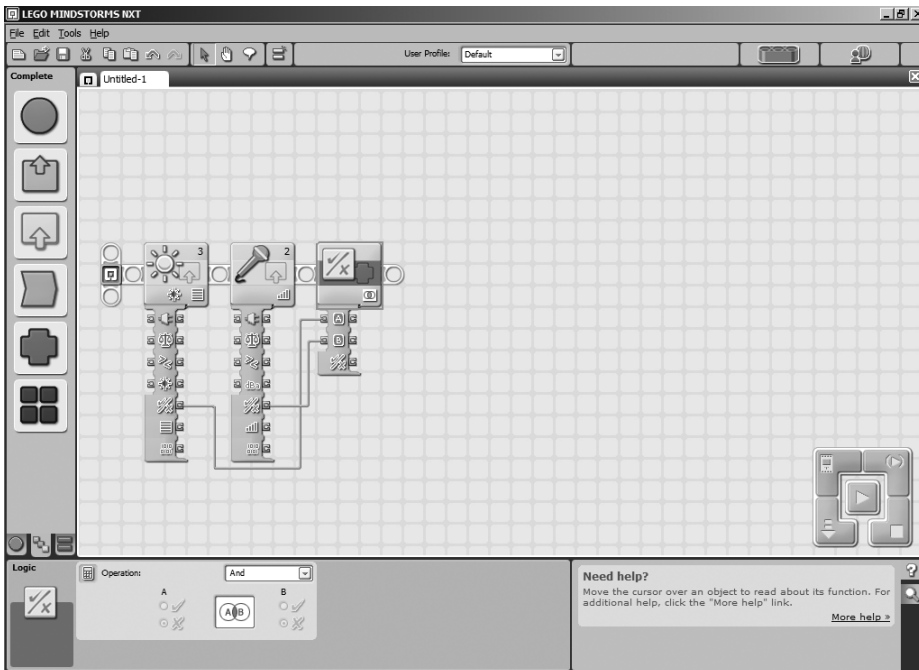 LEGO MINDSTORMS NXT
File Edit Tools Help
User Profile: Default
Complete
Untitled-1
3
2
A
B
dBA
Logic
Operation: And
A
B
A B
Need help?
Move the cursor over an object to read about its function. For
additional help, click the "More help" link.
More help »
?